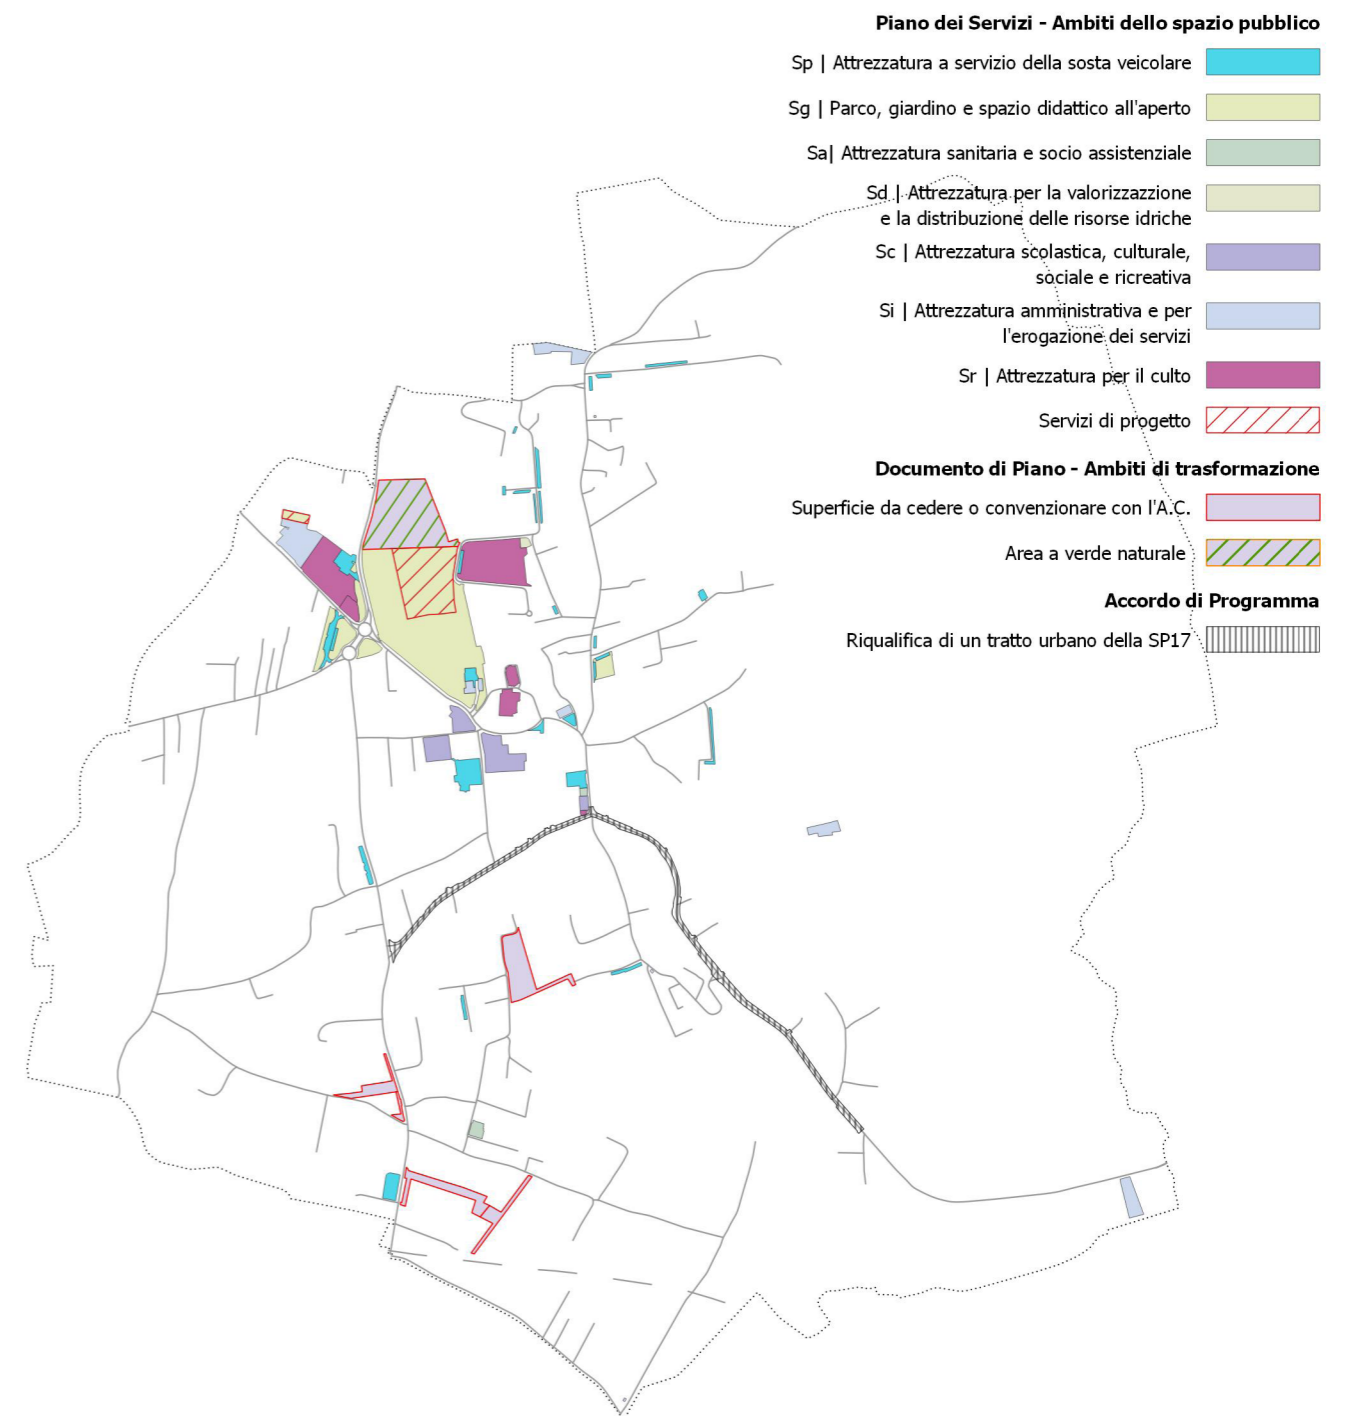 Piano dei Servizi - Ambiti dello spazio pubblico
Sp | Attrezzatura a servizio della sosta veicolare
Sg | Parco, giardino e spazio didattico all'aperto
Sa| Attrezzatura sanitaria e socio assistenziale
Sd | Attrezzatura per la valorizzazzione
e la distribuzione delle risorse idriche
Sc | Attrezzatura scolastica, culturale,
sociale e ricreativa
Si | Attrezzatura amministrativa e per
l'erogazione dei servizi
Sr | Attrezzatura per il culto
Servizi di progetto
Documento di Piano - Ambiti di trasformazione
Superficie da cedere o convenzionare con l'A.C.
Area a verde naturale
Accordo di Programma
Riqualifica di un tratto urbano della SP17